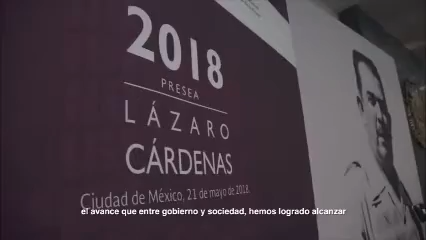 2018
PRESEA
LÁZARO
CÁRDENAS
Ciudad de México, 21 de mayo de 2018.
el avance que entre gobierno y sociedad, hemos logrado alcanzar